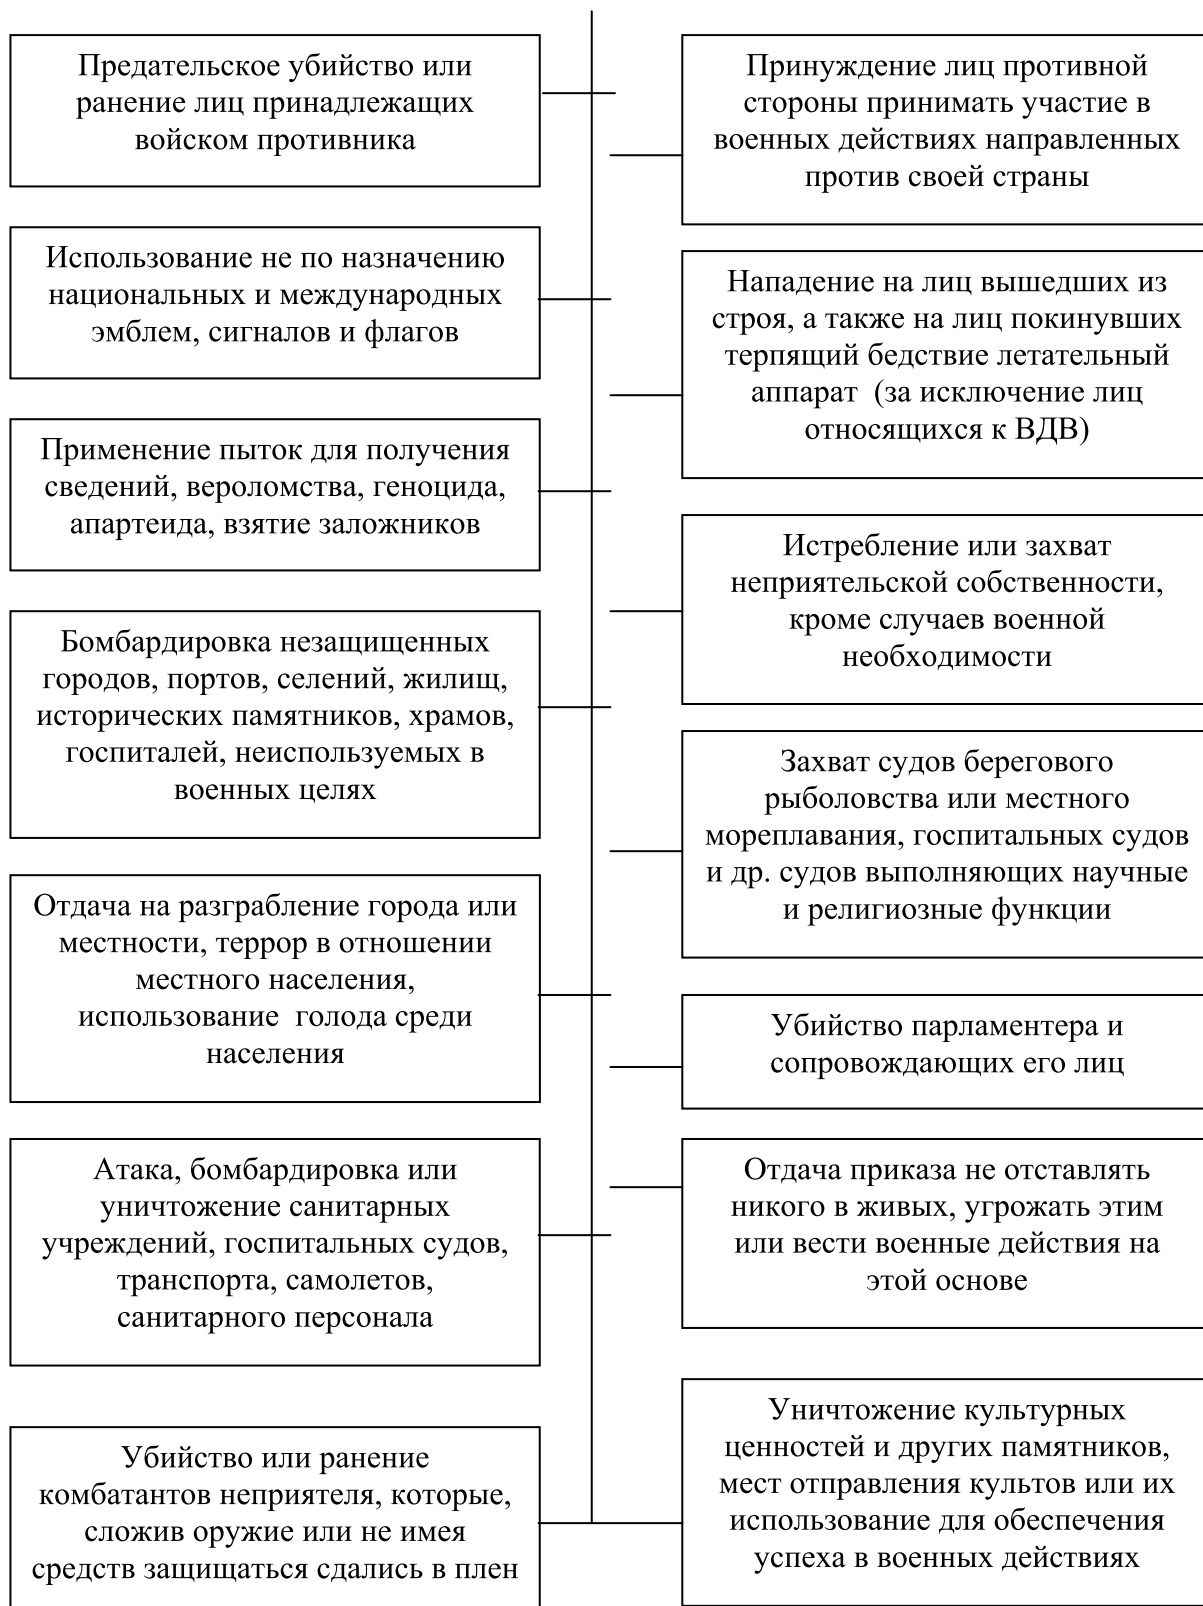 Предательское убийство или
ранение лиц принадлежащих
войском противника
Использование не по назначению
национальных и международных
эмблем, сигналов и флагов
Применение пыток для получения
сведений, вероломства, геноцида,
апартеида, взятие заложников
Бомбардировка незащищенных
городов, портов, селений, жилищ,
исторических памятников, храмов,
госпиталей, неиспользуемых в
военных целях
Отдача на разграбление города или
местности, террор в отношении
местного населения,
использование  голода среди
населения
Атака, бомбардировка или
уничтожение санитарных
учреждений, госпитальных судов,
транспорта, самолетов,
санитарного персонала
Убийство или ранение
комбатантов неприятеля, которые,
сложив оружие или не имея
средств защищаться сдались в плен
Принуждение лиц противной
стороны принимать участие в
военных действиях направленных
против своей страны
Нападение на лиц вышедших из
строя, а также на лиц покинувших
терпящий бедствие летательный
аппарат  (за исключение лиц
относящихся к ВДВ)
Истребление или захват
неприятельской собственности,
кроме случаев военной
необходимости
Захват судов берегового
рыболовства или местного
мореплавания, госпитальных судов
и др. судов выполняющих научные
и религиозные функции
Убийство парламентера и
сопровождающих его лиц
Отдача приказа не отставлять
никого в живых, угрожать этим
или вести военные действия на
этой основе
Уничтожение культурных
ценностей и других памятников,
мест отправления культов или их
использование для обеспечения
успеха в военных действиях